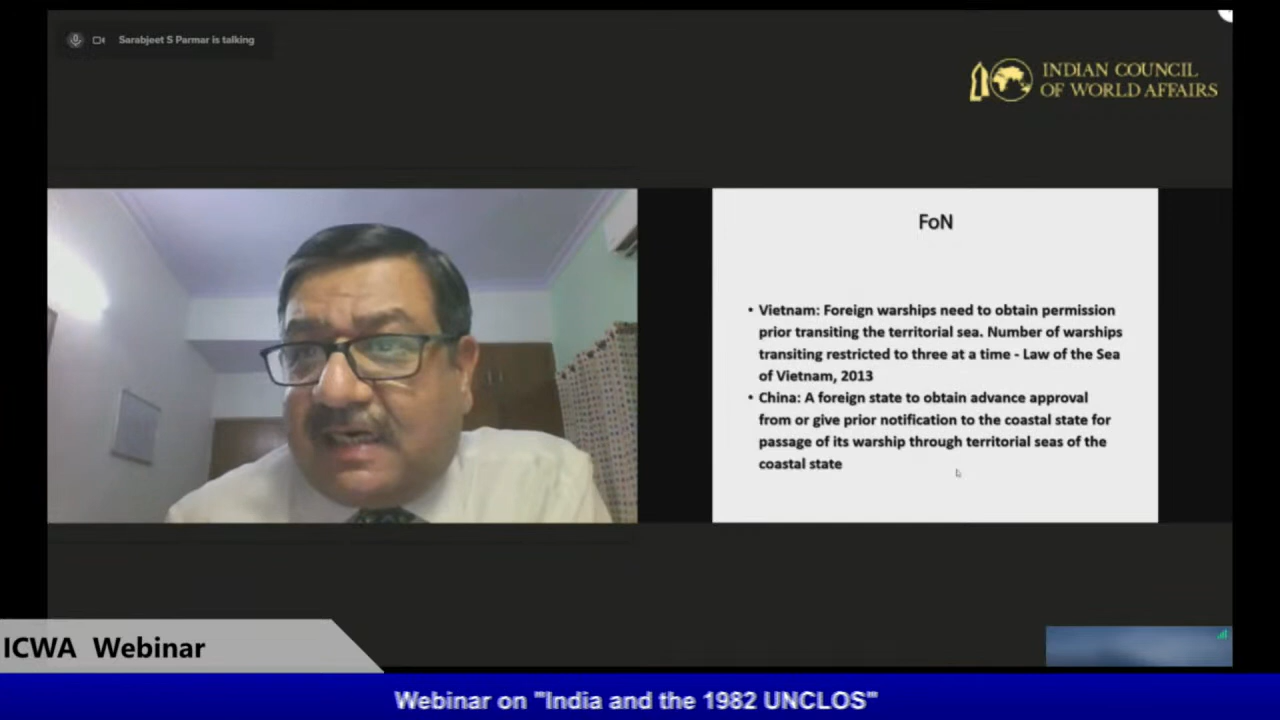 Sarabjeet S Parmar is talking
INDIAN COUNCIL
OF WORLD AFFAIRS
FoN
• Vietnam: Foreign warships need to obtain permission
prior transiting the territorial sea. Number of warships
transiting restricted to three at a time - Law of the Sea
of Vietnam, 2013
• China: A foreign state to obtain advance approval
from or give prior notification to the coastal state for
passage of its warship through territorial seas of the
coastal state
ICWA Webinar
Webinar on "India and the 1982 UNCLOS"